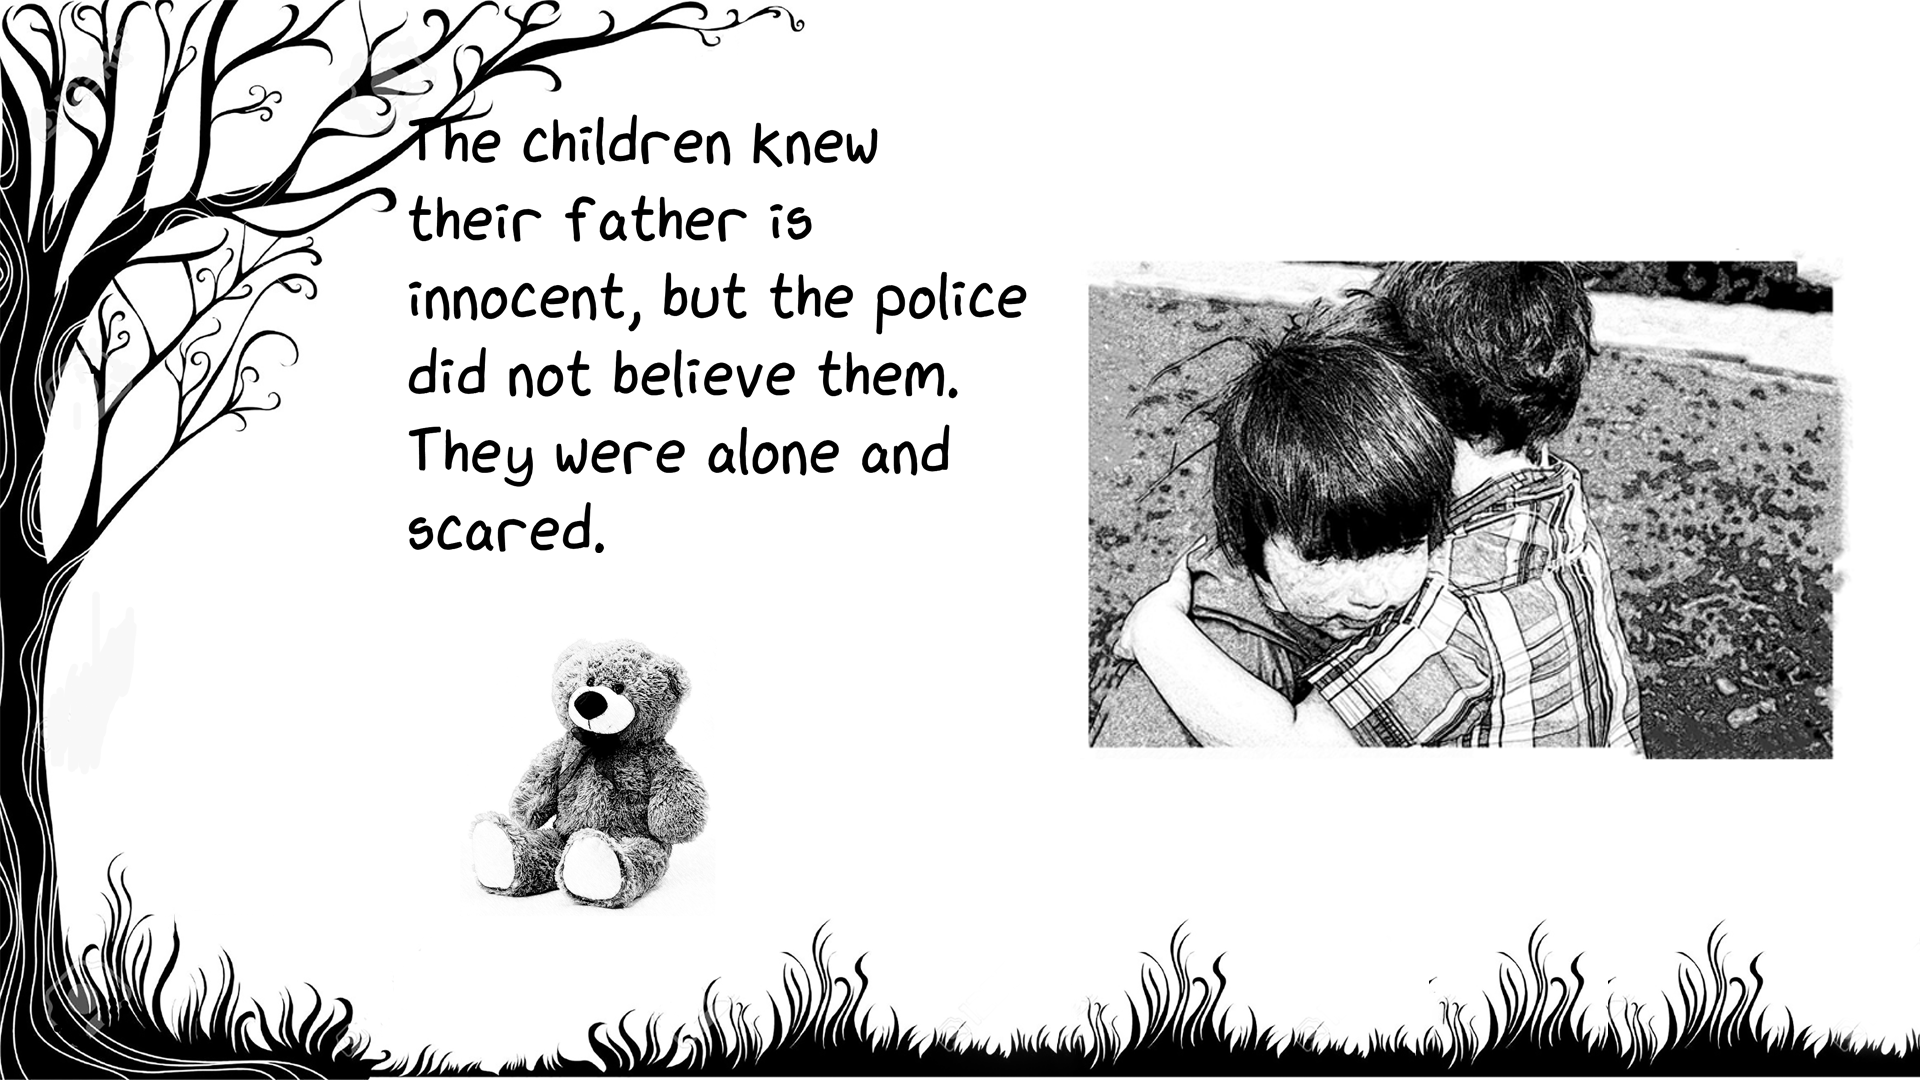 The children knew
their father is
innocent, but the police
did not believe them.
They were alone and
scared.